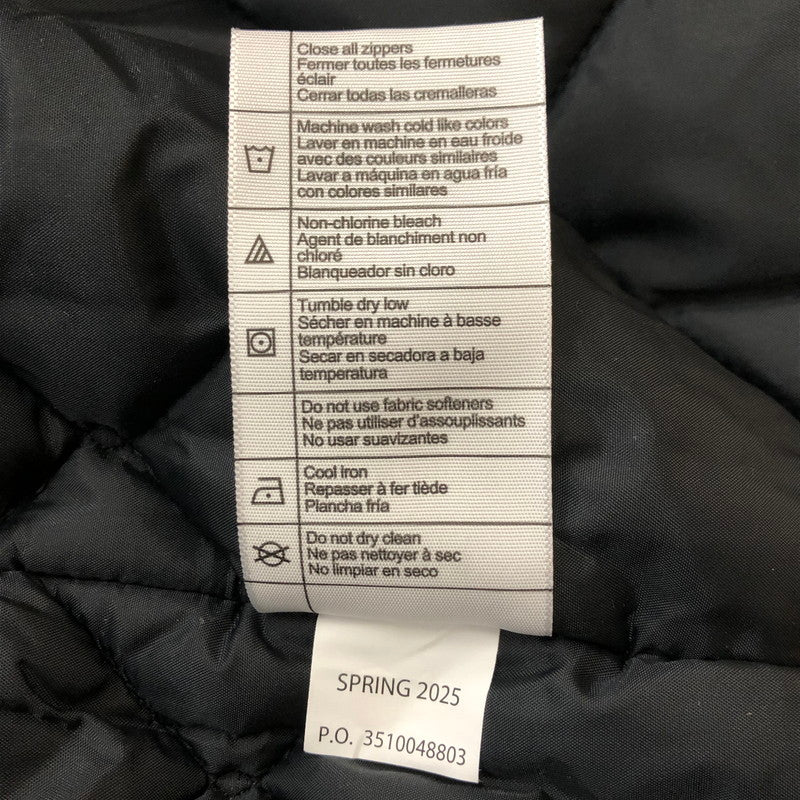 Close all zippers
Fermer toutes les fermetures
éclair
Cerrar todas las cremalleras
Machine wash cold like colors
Laver en machine en eau froide
avec des couleurs similaires
Lavar a máquina en agua fría
con colores similares
Non-chlorine bleach
Agent de blanchiment non
chloré
Blanqueador sin cloro
Tumble dry low
Sécher en machine à basse
température
Secar en secadora a baja
temperatura
Do not use fabric softeners
Ne pas utiliser d'assouplissants
No usar suavizantes
Cool iron
Repasser à fer tiède
Plancha fría
Do not dry clean
Ne pas nettoyer à sec
No limpiar en seco
SPRING 2025
P.O. 3510048803